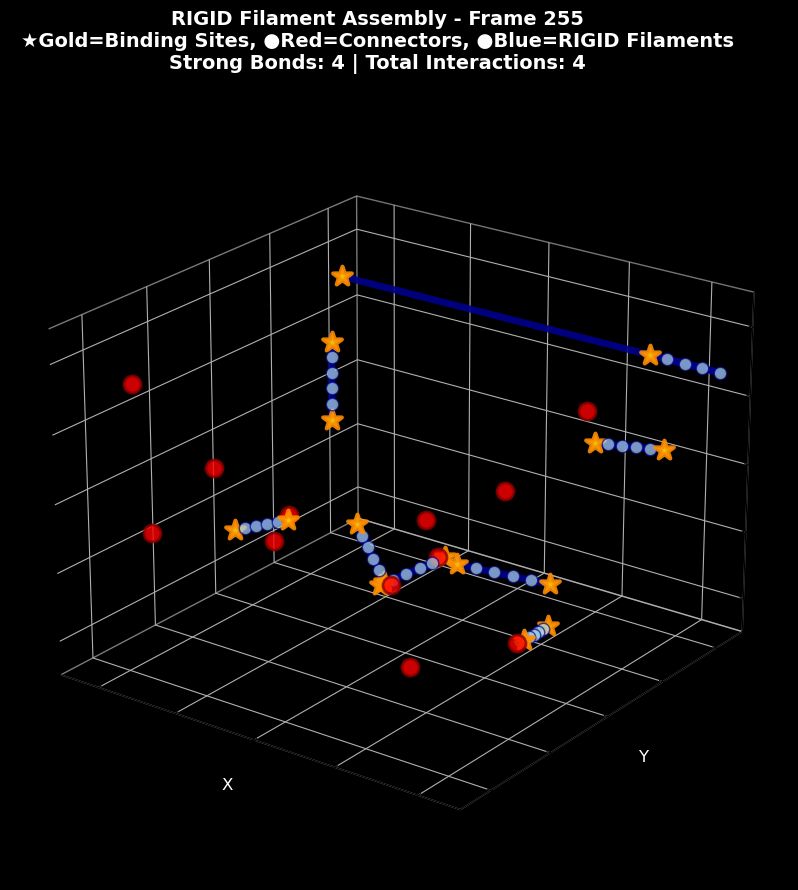 RIGID Filament Assembly - Frame 255
★Gold=Binding Sites, ●Red=Connectors, ●Blue=RIGID Filaments
Strong Bonds: 4 | Total Interactions: 4
X
Y